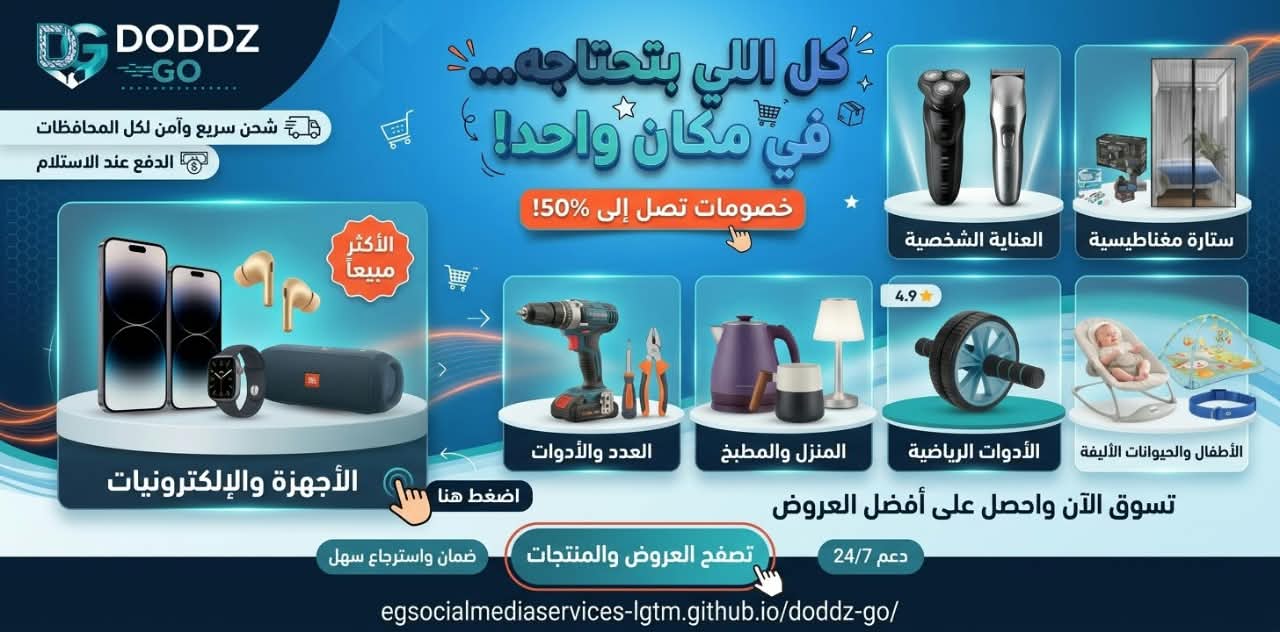 DODDZ
GO
شحن سريع وآمن لكل المحافظات
الدفع عند الاستلام
كل اللي بتحتاجه...
في مكان واحد!
خصومات تصل إلى 50%!
العناية الشخصية
ستارة مغناطيسية
الأكثر
مبيعاً
JBL
الأجهزة والإلكترونيات
اضغط هنا
العدد والأدوات
المنزل والمطبخ
4.9
الأدوات الرياضية
الأطفال والحيوانات الأليفة
تسوق الآن واحصل على أفضل العروض
دعم 24/7
تصفح العروض والمنتجات
ضمان واسترجاع سهل
egsocialmediaservices-lgtm.github.io/doddz-go/